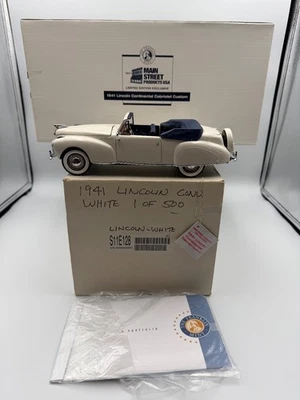 MAIN STREET
PRODUCTS USA
LIMITED EDITION EXCLUSIVE
1941 Lincoln Continental Cabriolet Custom
1941 LINCOLN CONV
WHITE 1 OF 500
LINCOLN-WHITE
S11E128
PORTFOLIO